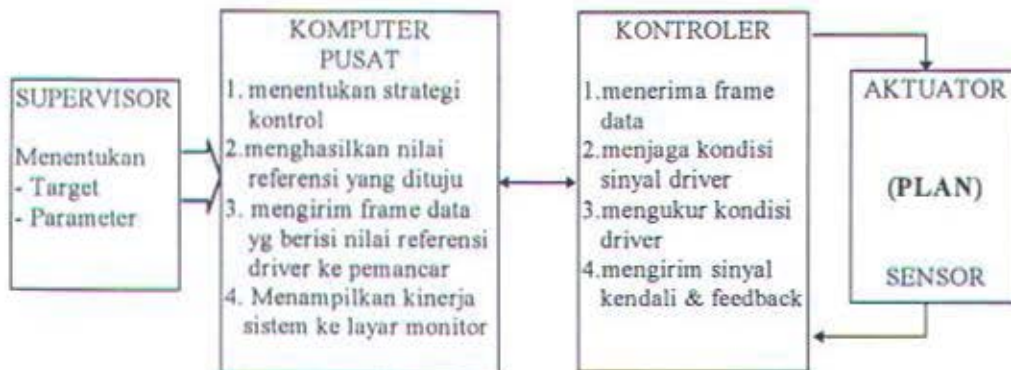 SUPERVISOR
Menentukan
- Target
- Parameter
KOMPUTER
PUSAT
1. menentukan strategi
kontrol
2.menghasilkan nilai
referensi yang dituju
3. mengirim frame data
yg berisi nilai referensi
driver ke pemancar
4. Menampilkan kinerja
sistem ke layar monitor
KONTROLER
1.menerima frame
data
2.menjaga kondisi
sinyal driver
3.mengukur kondisi
driver
4.mengirim sinyal
kendali & feedback
AKTUATOR
(PLAN)
SENSOR